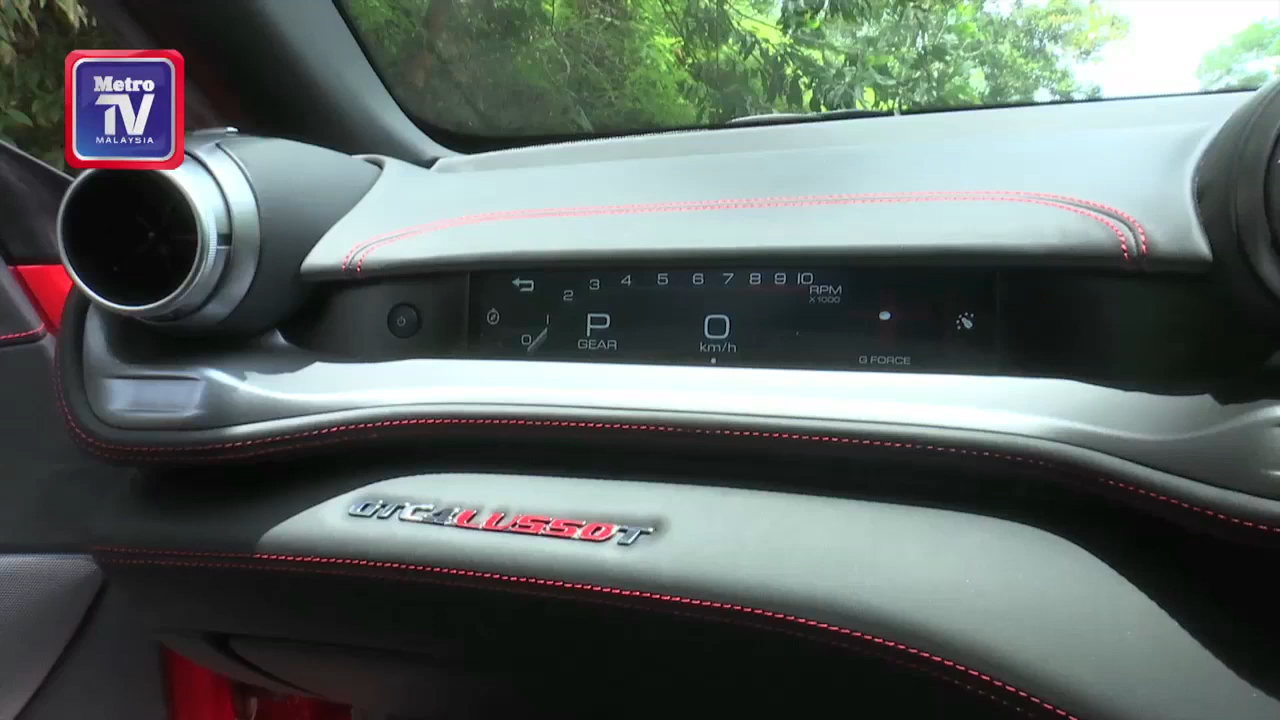 Metro
TV
MALAYSIA
2 3 4 5 6 7 8 9 10
RPM
X1000
0 1
P
GEAR
0
km/h
G FORCE
GTC4LUSSOT